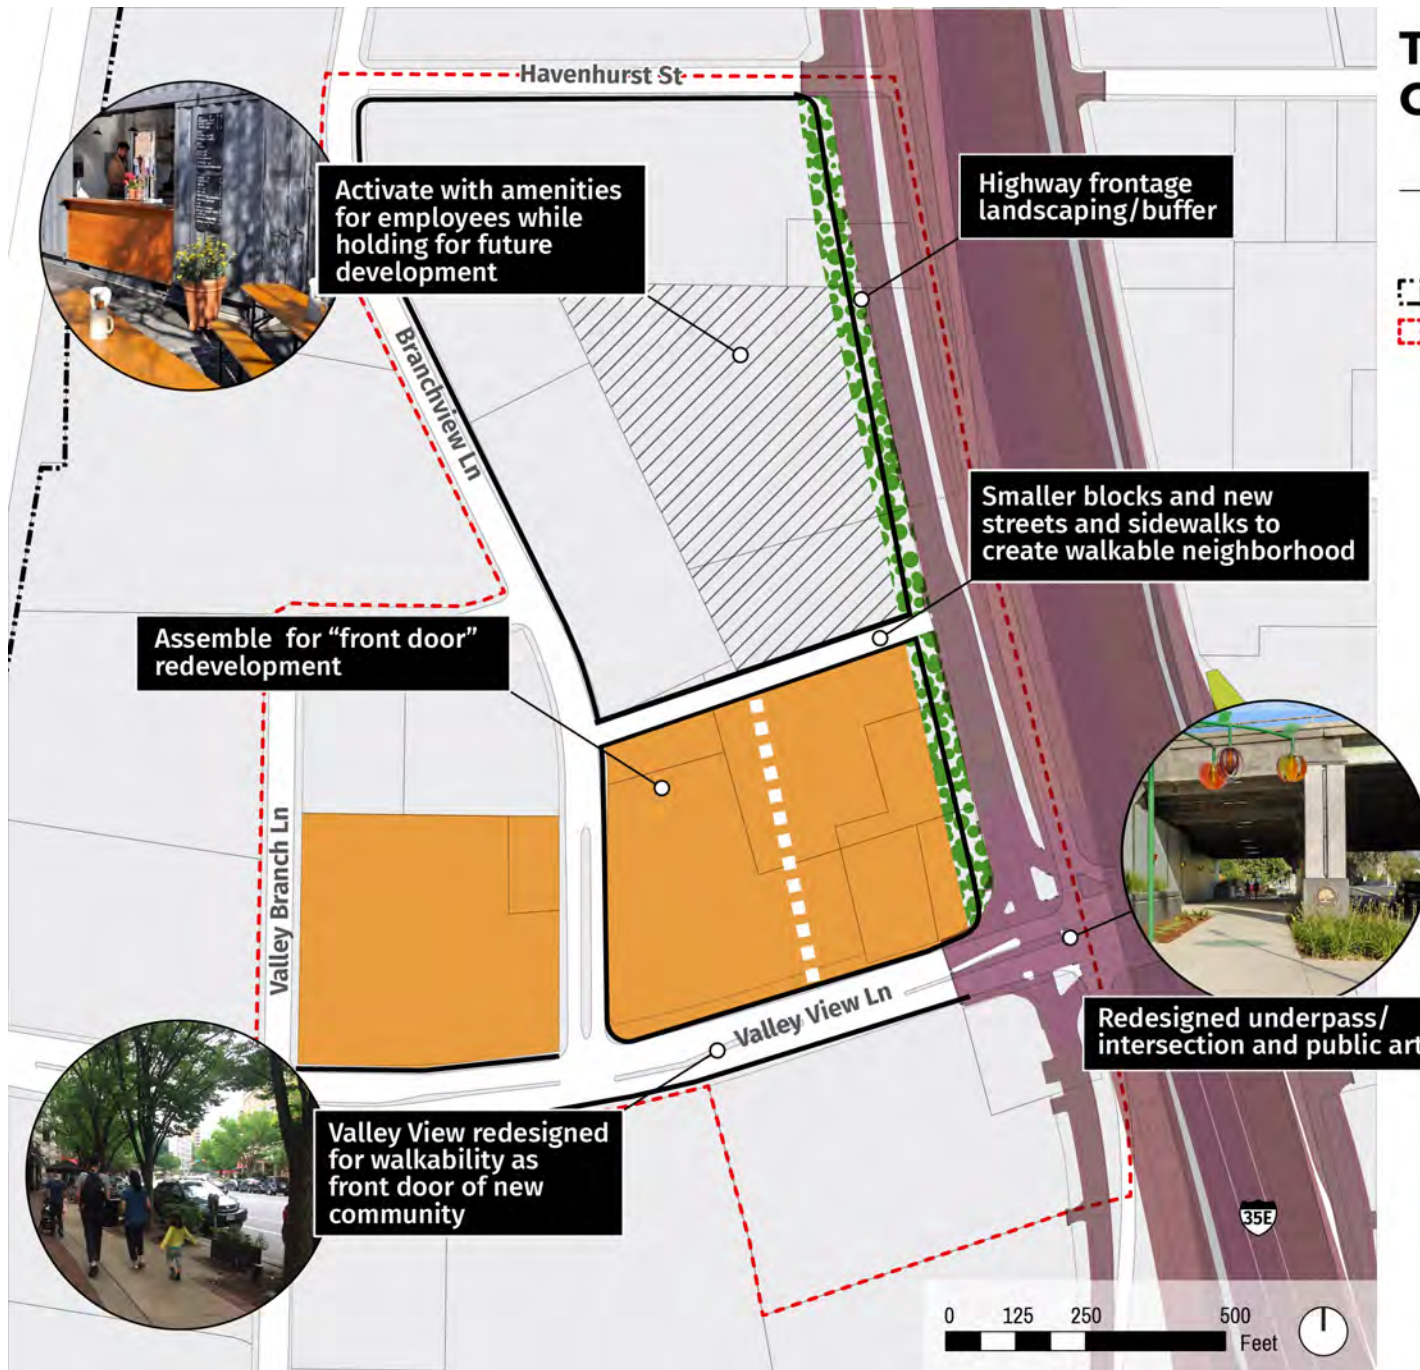 T
C
Havenhurst St
Activate with amenities
for employees while
holding for future
development
Highway frontage
landscaping/buffer
Branchview Ln
Smaller blocks and new
streets and sidewalks to
create walkable neighborhood
Assemble for “front door”
redevelopment
Valley Branch Ln
Valley View Ln
Redesigned underpass/
intersection and public art
Valley View redesigned
for walkability as
front door of new
community
35E
0 125 250 500
Feet